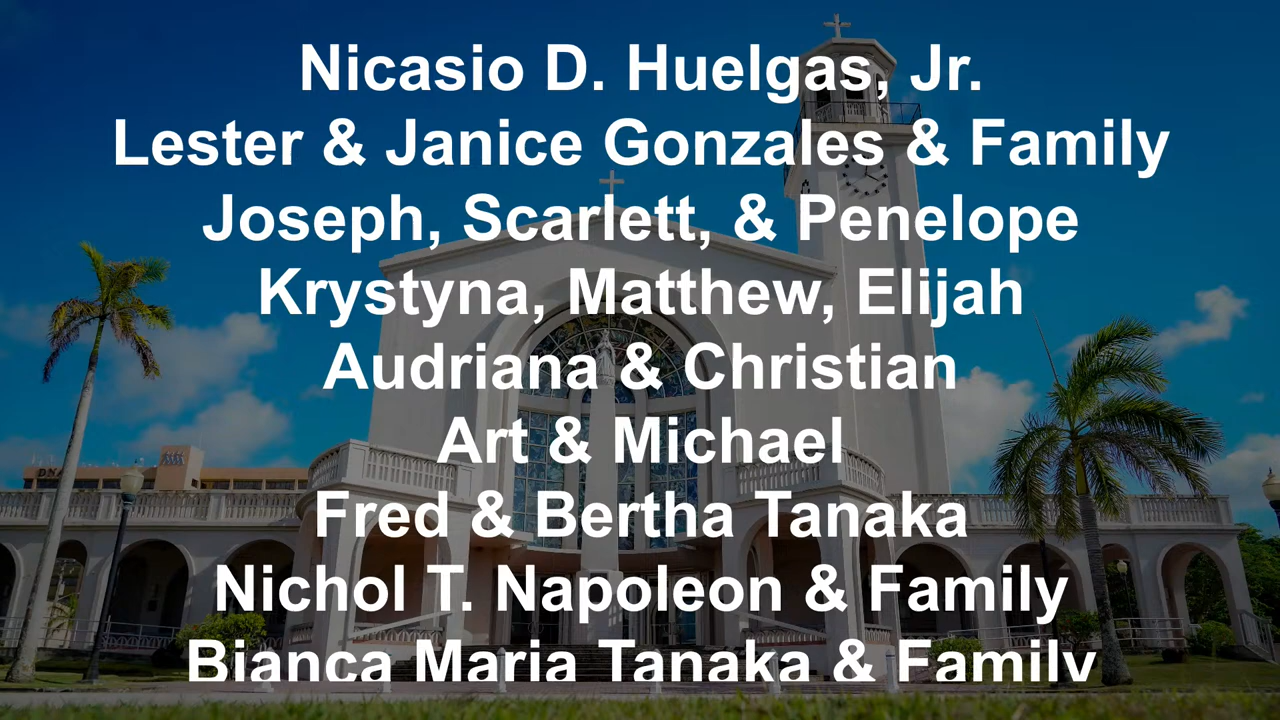 Nicasio D. Huelgas, Jr.
Lester & Janice Gonzales & Family
Joseph, Scarlett, & Penelope
Krystyna, Matthew, Elijah
Audriana & Christian
Art & Michael
Fred & Bertha Tanaka
Nichol T. Napoleon & Family
Bianca Maria Tanaka & Family